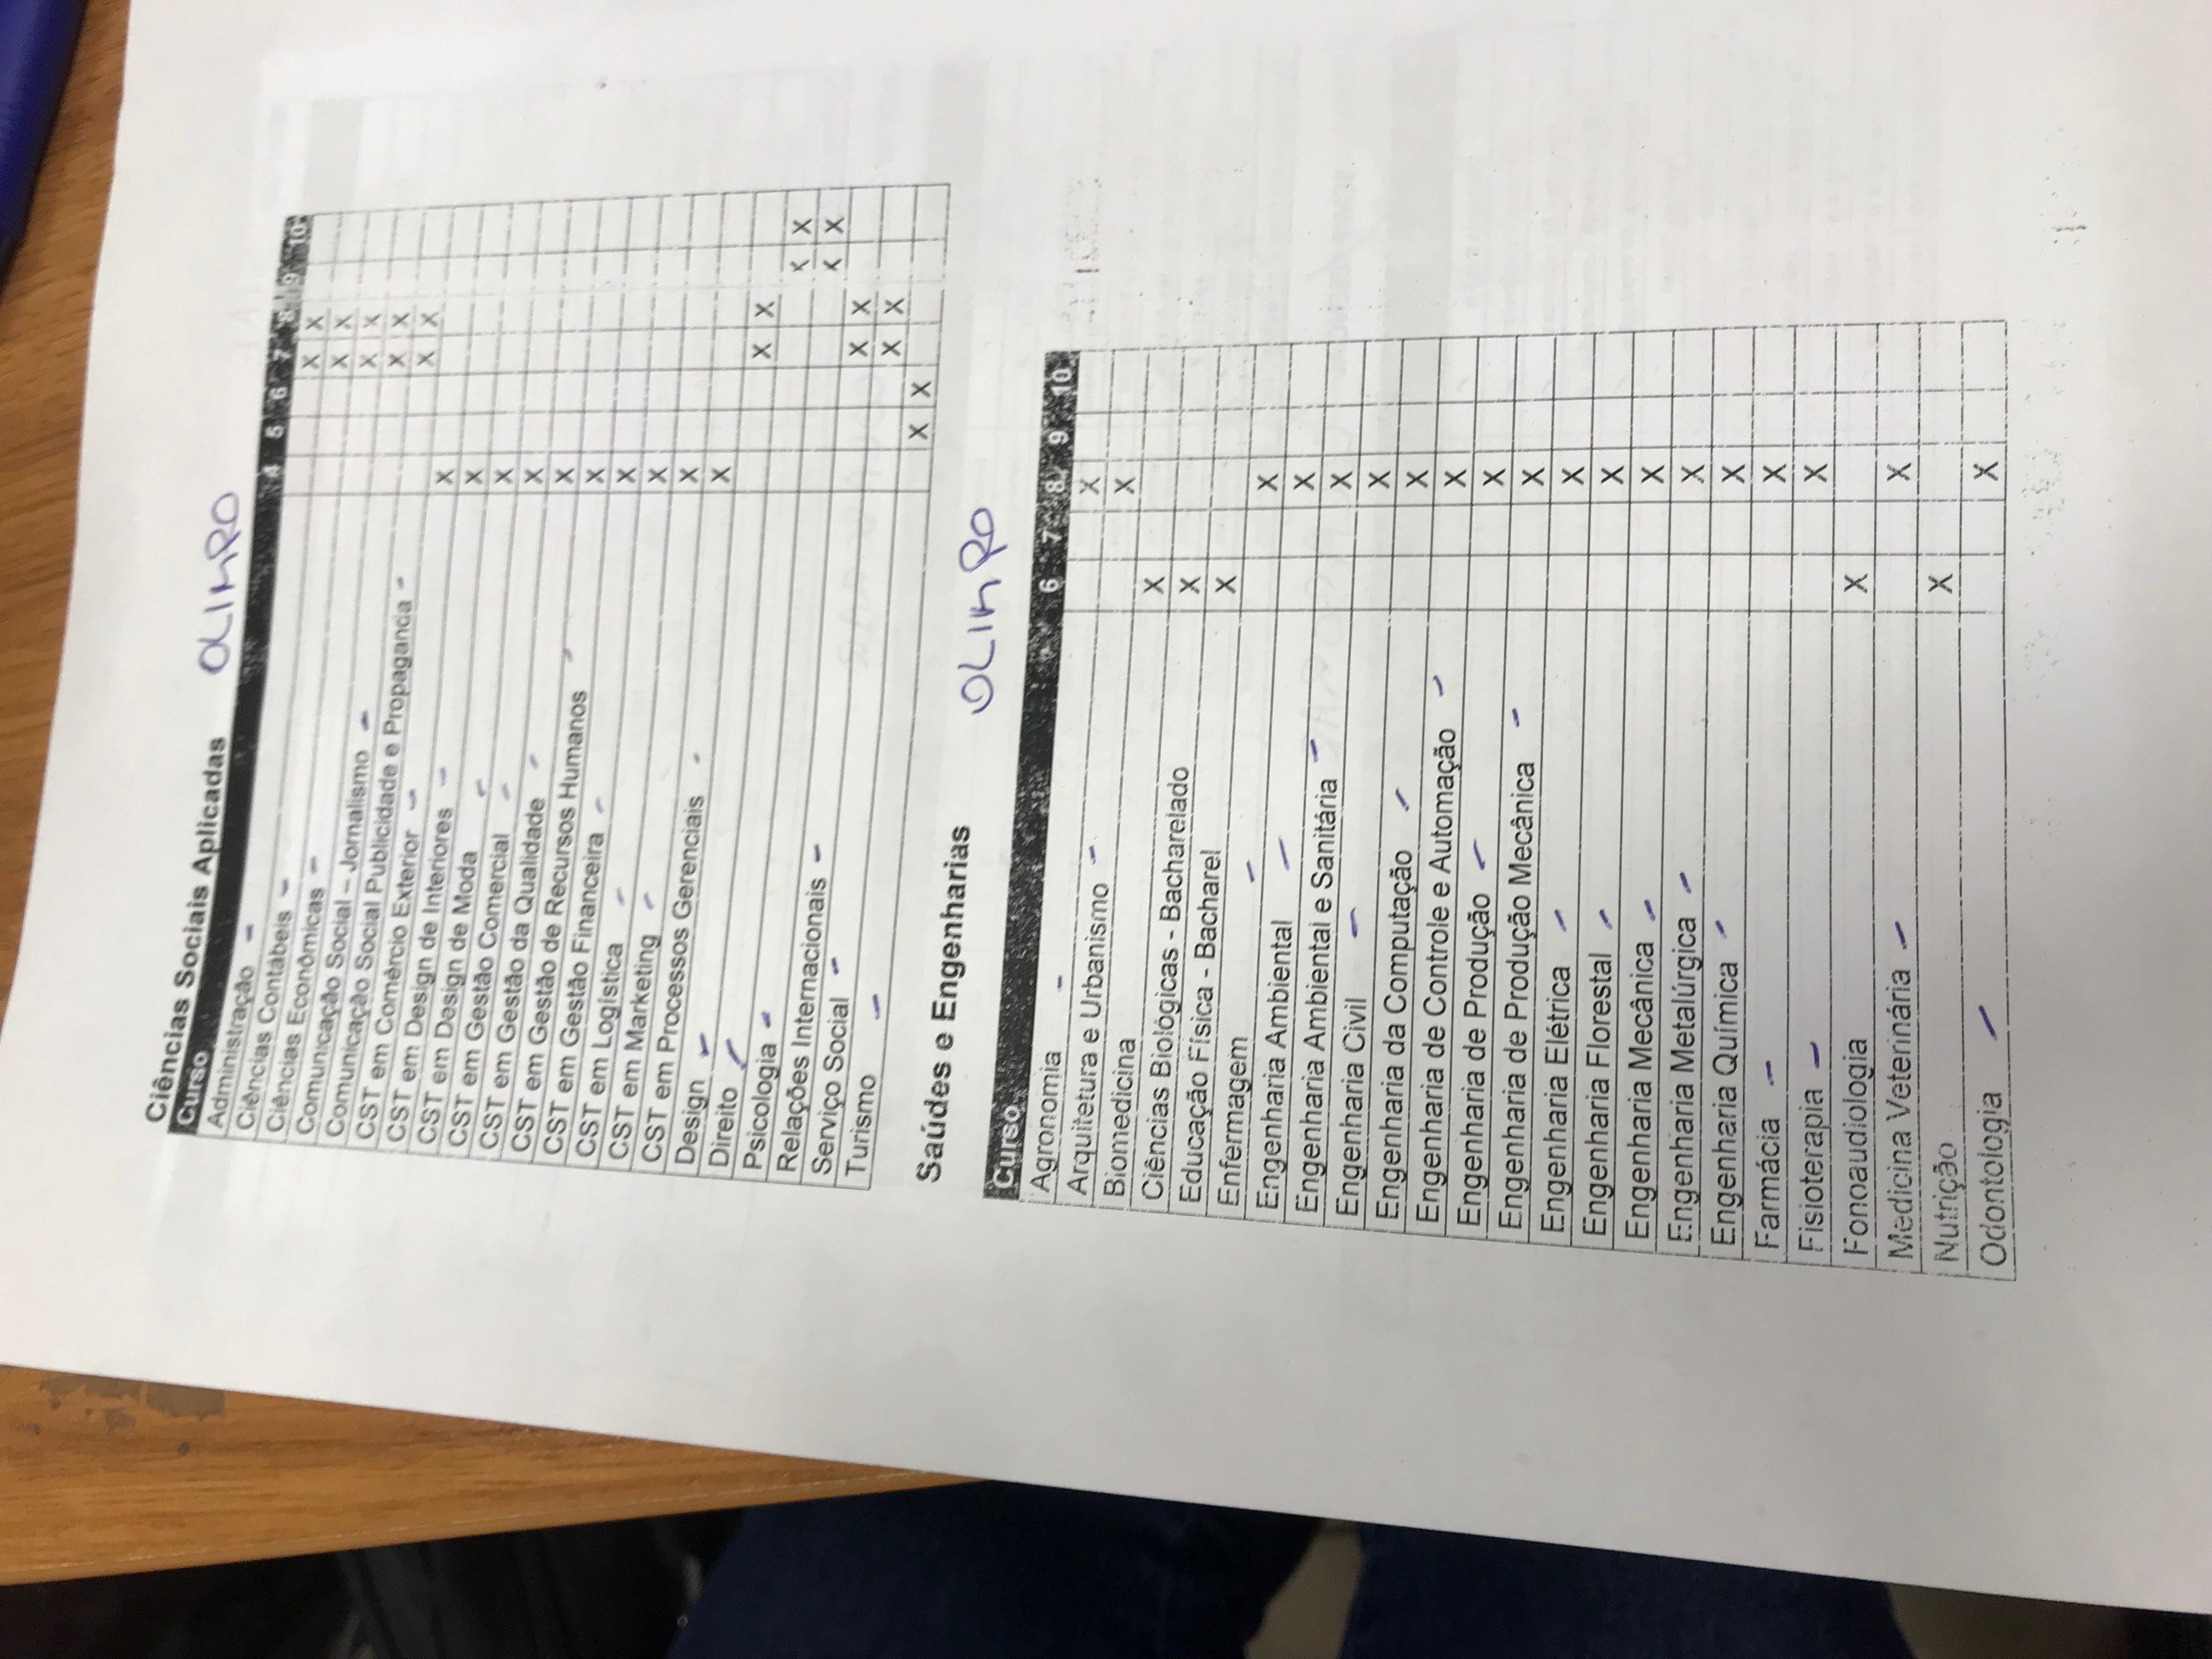 Ciências Sociais Aplicadas OLIMPO
Curso 4 5 6 7 8 9 10
Administração - X X
Ciências Contábeis - X X
Ciências Econômicas - X X
Comunicação Social – Jornalismo - X X
Comunicação Social Publicidade e Propaganda - X X
CST em Comércio Exterior - X
CST em Design de Interiores - X
CST em Design de Moda - X
CST em Gestão Comercial - X
CST em Gestão da Qualidade - X
CST em Gestão de Recursos Humanos - X
CST em Gestão Financeira - X
CST em Logística - X
CST em Marketing - X
CST em Processos Gerenciais - X
Design - X X
Direito - X X
Psicologia - X X
Relações Internacionais - X X
Serviço Social - X X
Turismo - X X
Saúdes e Engenharias OLIMPO
Curso 6 7 8 9 10
Agronomia - X
Arquitetura e Urbanismo - X
Biomedicina X
Ciências Biológicas - Bacharelado X
Educação Física - Bacharel X
Enfermagem - X
Engenharia Ambiental - X
Engenharia Ambiental e Sanitária - X
Engenharia Civil - X
Engenharia da Computação - X
Engenharia de Controle e Automação - X
Engenharia de Produção - X
Engenharia de Produção Mecânica - X
Engenharia Elétrica - X
Engenharia Florestal - X
Engenharia Mecânica - X
Engenharia Metalúrgica - X
Engenharia Química - X
Farmácia - X
Fisioterapia - X
Fonoaudiologia X
Medicina Veterinária - X
Nutrição X
Odontologia - X